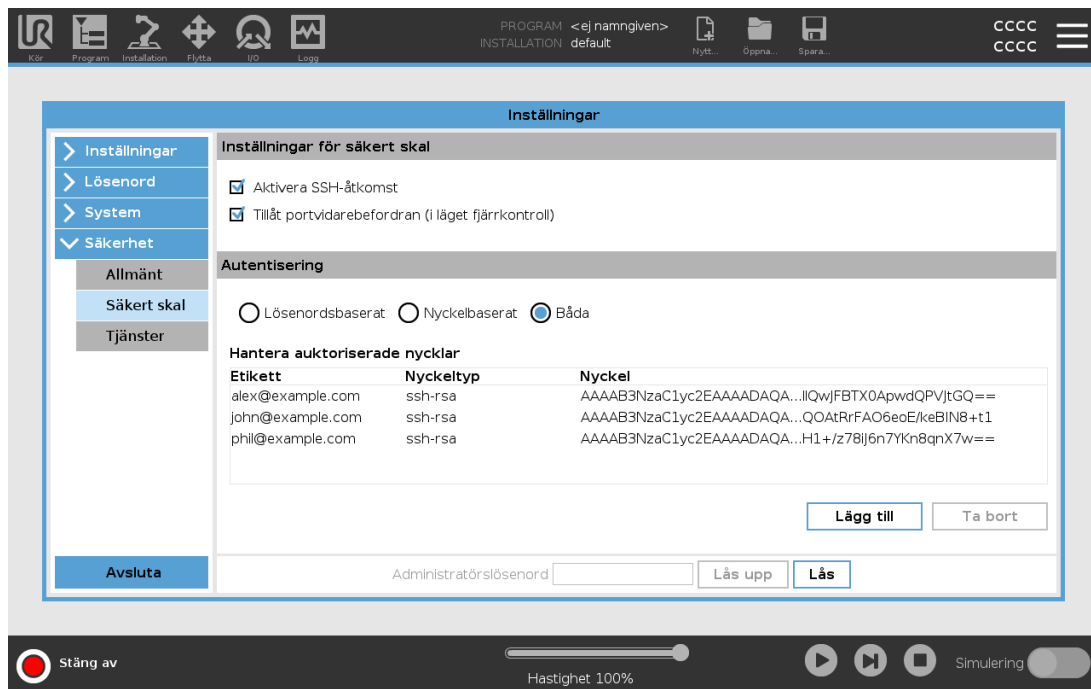 PROGRAM <ej namngiven>
INSTALLATION default
CCCC
CCCC
Kör Program Installation Flytta I/O Logg Nytt... Öppna... Spara...
Inställningar
Inställningar
Lösenord
System
Säkerhet
Allmänt
Säkert skal
Tjänster
Avsluta
Inställningar för säkert skal
Aktivera SSH-åtkomst
Tillåt portvidarebefordran (i läget fjärrkontroll)
Autentisering
Lösenordsbaserat Nyckelbaserat Båda
Hantera auktoriserade nycklar
Etikett Nyckeltyp Nyckel
alex@example.com ssh-rsa AAAAB3NzaC1yc2EAAAADAQA...IlQwJFBTX0ApwdQPVJtGQ==
john@example.com ssh-rsa AAAAB3NzaC1yc2EAAAADAQA...QOAtRrFAO6eoE/keBIN8+t1
phil@example.com ssh-rsa AAAAB3NzaC1yc2EAAAADAQA...H1+/z78iJ6n7YKn8qnX7w==
Lägg till Ta bort
Administratörslösenord Lås upp Lås
Stäng av
Hastighet 100%
Simulering